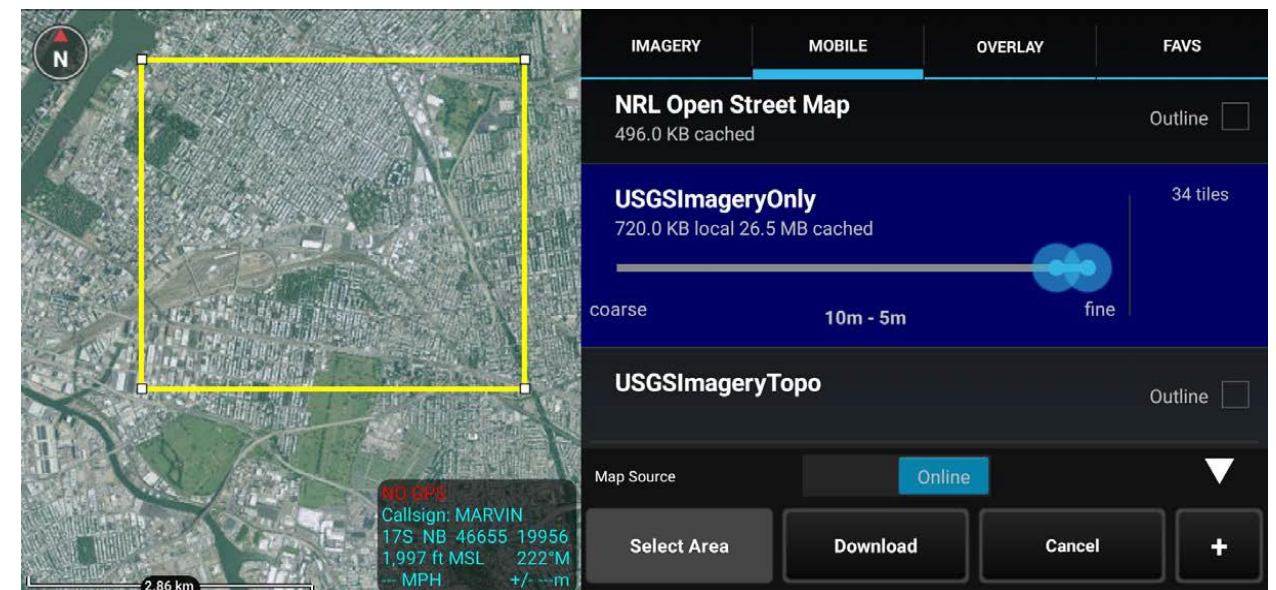 N
NO GPS
Callsign: MARVIN
17S NB 46655 19956
1,997 ft MSL 222°M
--- MPH +/- ---m
2.86 km
IMAGERY MOBILE OVERLAY FAVS
NRL Open Street Map
496.0 KB cached
Outline
USGSImageryOnly
720.0 KB local 26.5 MB cached
34 tiles
coarse 10m - 5m fine
USGSImageryTopo
Outline
Map Source Online
Select Area Download Cancel +